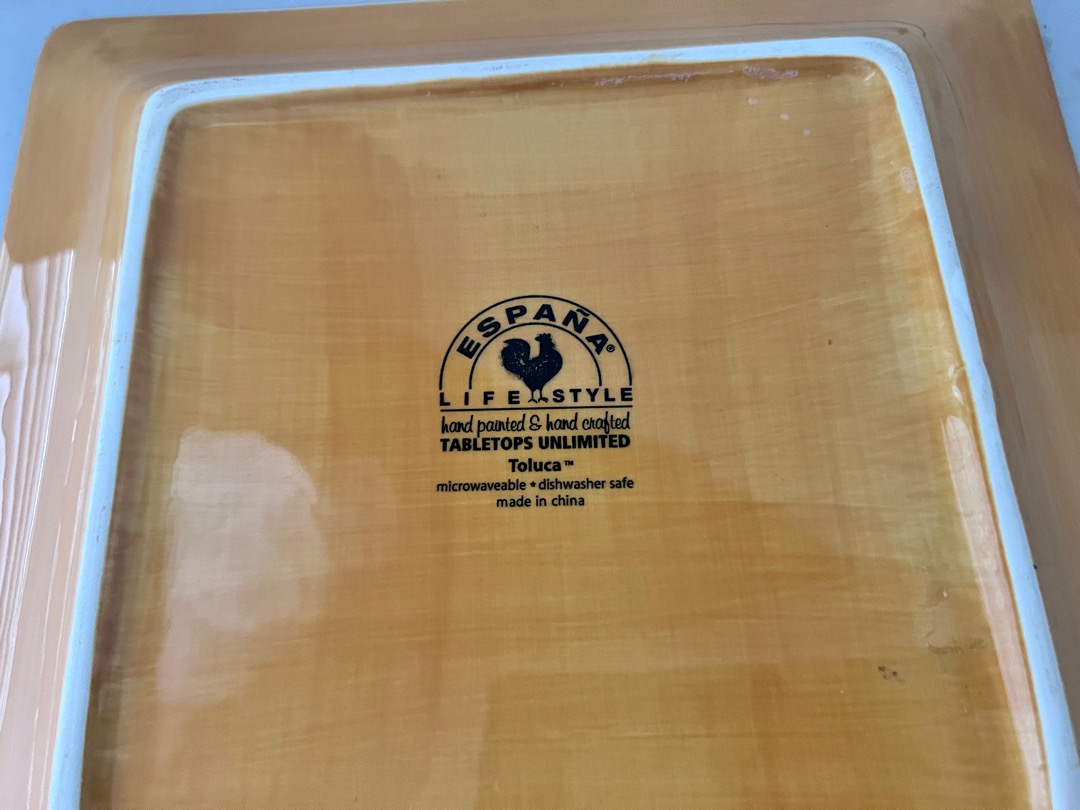 ESPAÑA®
LIFE STYLE
hand painted & hand crafted
TABLETOPS UNLIMITED
Toluca™
microwaveable • dishwasher safe
made in china